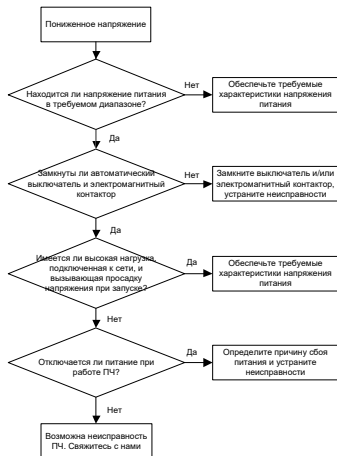 Пониженное напряжение
Находится ли напряжение питания
в требуемом диапазоне?
Нет
Обеспечьте требуемые
характеристики напряжения
питания
Да
Замкнуты ли автоматический
выключатель и электромагнитный
контактор
Нет
Замкните выключатель и/или
электромагнитный контактор,
устраните неисправности
Да
Имеется ли высокая нагрузка,
подключенная к сети, и
вызывающая просадку
напряжения при запуске?
Да
Обеспечьте требуемые
характеристики напряжения
питания
Нет
Отключается ли питание при
работе ПЧ?
Да
Определите причину сбоя
питания и устраните
неисправности
Нет
Возможна неисправность
ПЧ. Свяжитесь с нами